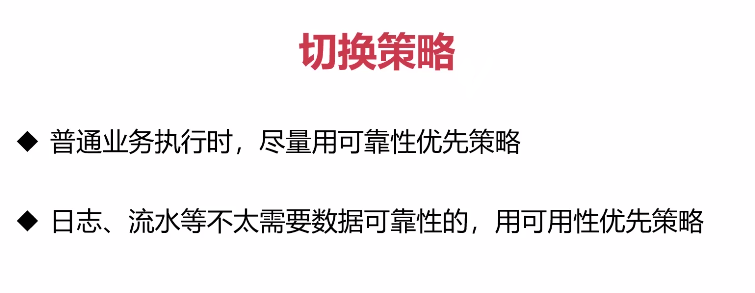 切换策略
◆ 普通业务执行时，尽量用可靠性优先策略
◆ 日志、流水等不太需要数据可靠性的，用可用性优先策略